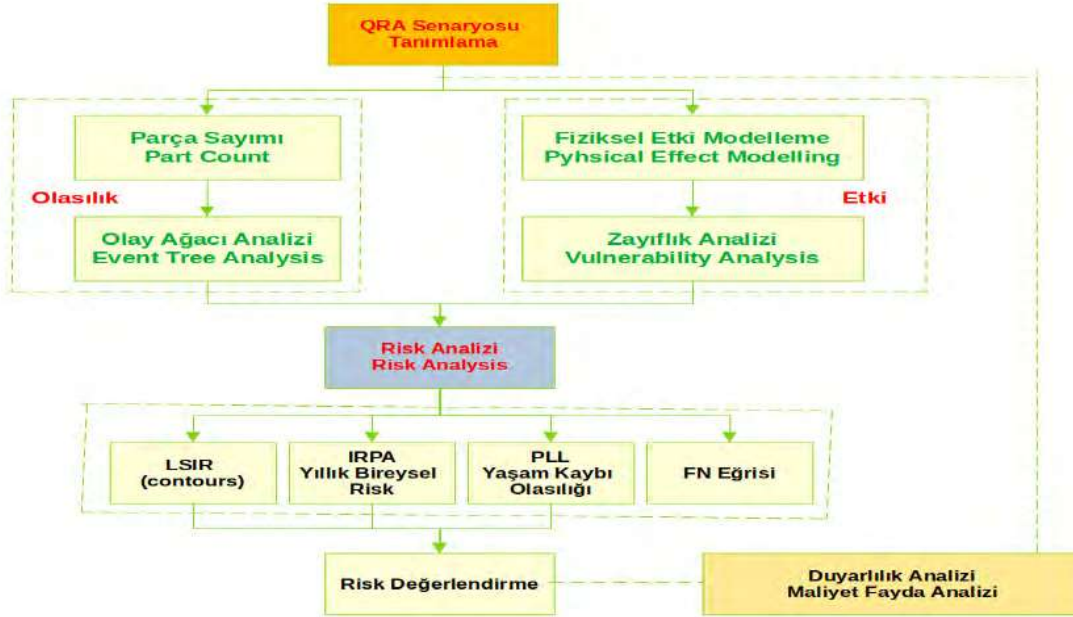 QRA Senaryosu
Tanımlama
Parça Sayımı
Part Count
Fiziksel Etki Modelleme
Pyhsical Effect Modelling
Olasılık
Etki
Olay Ağacı Analizi
Event Tree Analysis
Zayıflık Analizi
Vulnerability Analysis
Risk Analizi
Risk Analysis
LSIR
(contours)
IRPA
Yıllık Bireysel
Risk
PLL
Yaşam Kaybı
Olasılığı
FN Eğrisi
Risk Değerlendirme
Duyarlılık Analizi
Maliyet Fayda Analizi